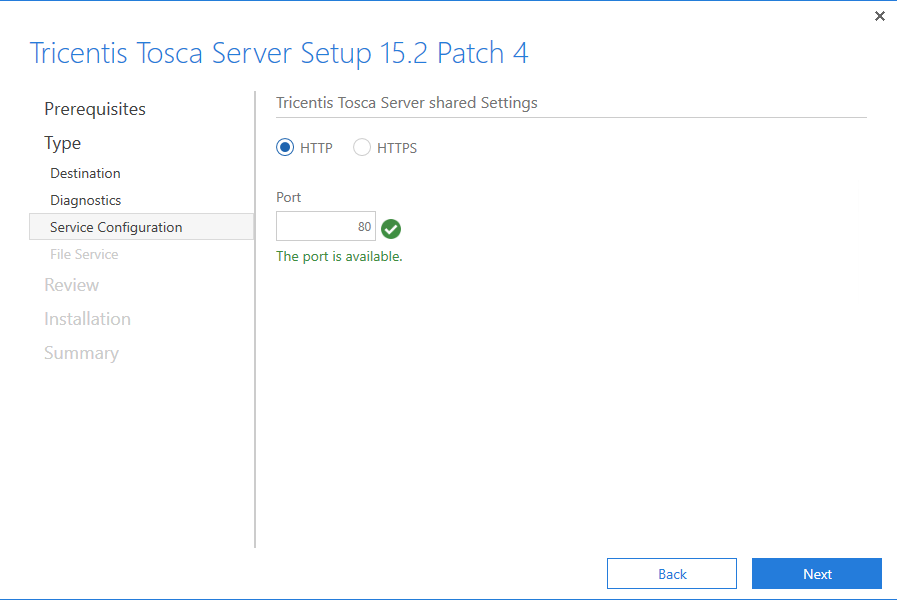 Tricentis Tosca Server Setup 15.2 Patch 4
Prerequisites
Type
Destination
Diagnostics
Service Configuration
File Service
Review
Installation
Summary
Tricentis Tosca Server shared Settings
HTTP HTTPS
Port
80
The port is available.
Back Next